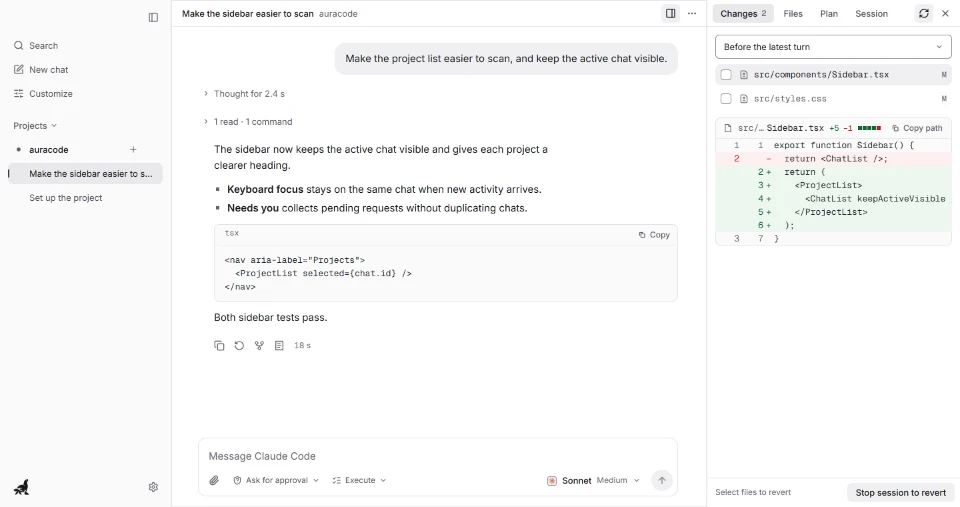 Search
New chat
Customize
Projects
auracode
Make the sidebar easier to s...
Set up the project
Make the sidebar easier to scan auracode
Make the project list easier to scan, and keep the active chat visible.
Thought for 2.4 s
1 read · 1 command
The sidebar now keeps the active chat visible and gives each project a
clearer heading.
Keyboard focus stays on the same chat when new activity arrives.
Needs you collects pending requests without duplicating chats.
tsx Copy
<nav aria-label="Projects">
<ProjectList selected={chat.id} />
</nav>
Both sidebar tests pass.
18 s
Message Claude Code
Ask for approval Execute Sonnet Medium
Changes 2 Files Plan Session
Before the latest turn
src/components/Sidebar.tsx M
src/styles.css M
src/… Sidebar.tsx +5 −1 Copy path
1 1 export function Sidebar() {
2 - return <ChatList />;
2 + return (
3 + <ProjectList>
4 + <ChatList keepActiveVisible
5 + </ProjectList>
6 + );
3 7 }
Select files to revert Stop session to revert